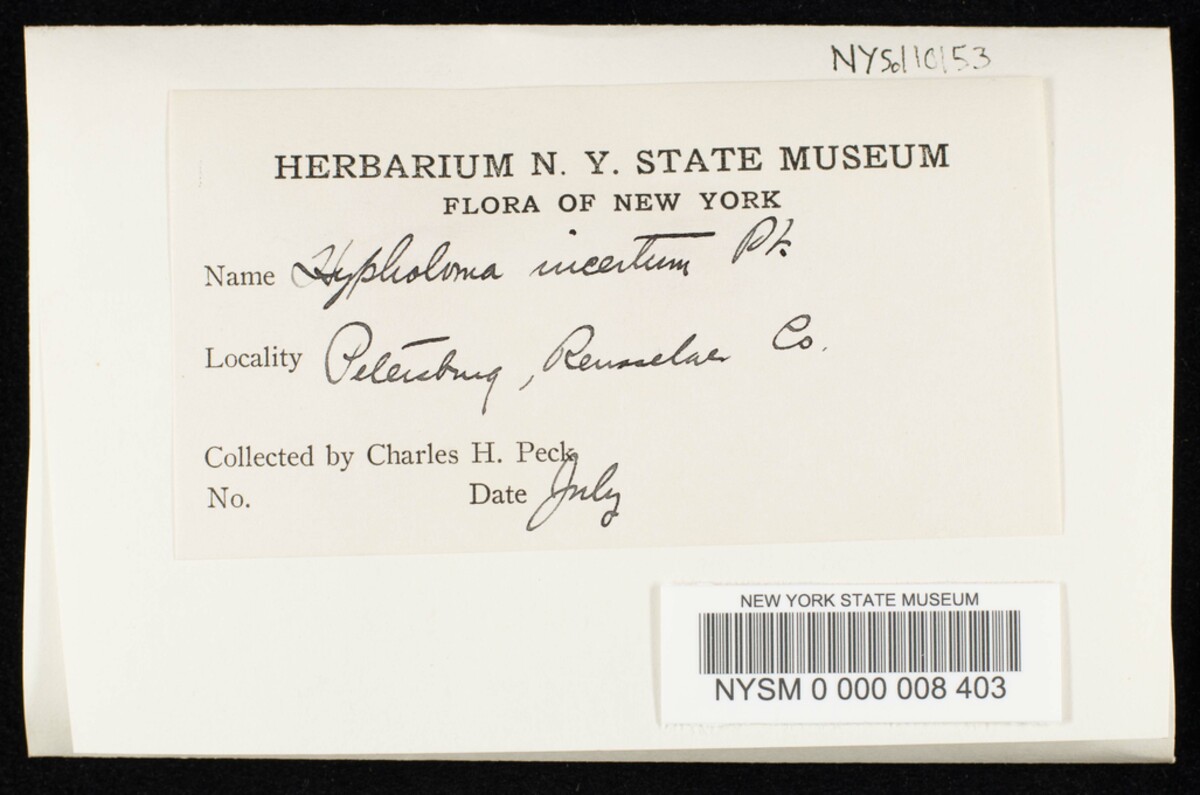 NYSd10153
HERBARIUM N. Y. STATE MUSEUM
FLORA OF NEW YORK
Name Hypholoma incertum Pk.
Locality Petersburg, Rensselaer Co.
Collected by Charles H. Peck
No. Date July
NEW YORK STATE MUSEUM
NYSM 0 000 008 403